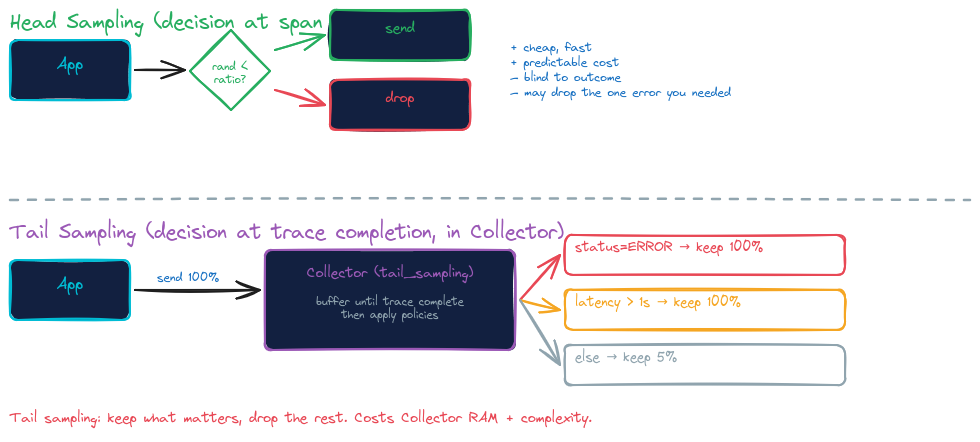 Head Sampling (decision at span
App
rand <
ratio?
send
drop
+ cheap, fast
+ predictable cost
- blind to outcome
- may drop the one error you needed
Tail Sampling (decision at trace completion, in Collector)
App
send 100%
Collector (tail_sampling)
buffer until trace complete
then apply policies
status=ERROR → keep 100%
latency > 1s → keep 100%
else → keep 5%
Tail sampling: keep what matters, drop the rest. Costs Collector RAM + complexity.